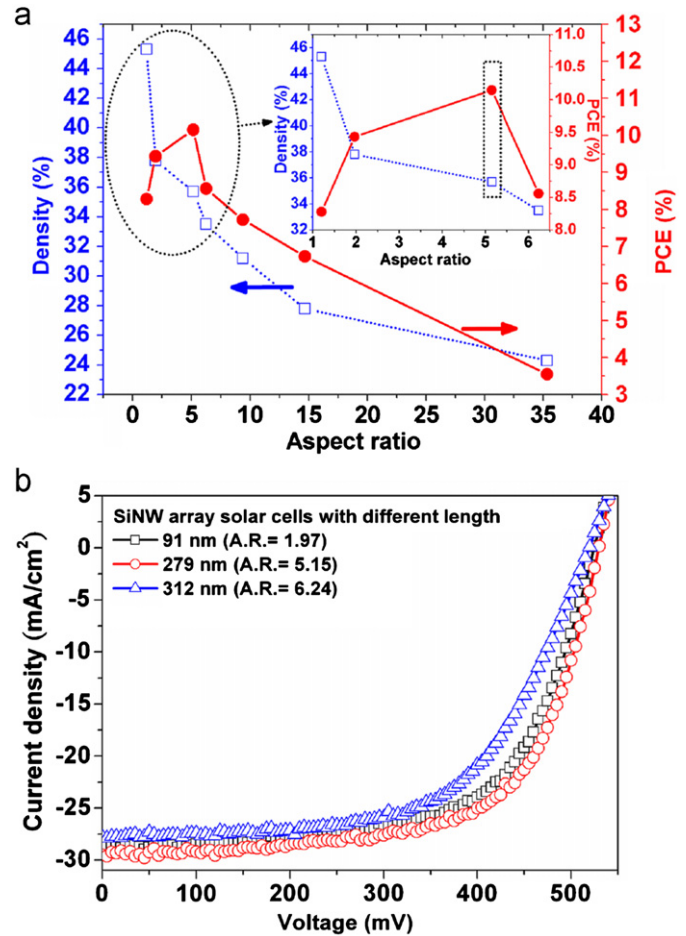 a
46
44
42
40
38
36
34
32
30
28
26
24
22
Density (%)
0 5 10 15 20 25 30 35 40
Aspect ratio
13
12
11
10
9
8
7
6
5
4
3
PCE (%)
46
44
42
40
38
36
34
32
Density (%)
1 2 3 4 5 6
Aspect ratio
11.0
10.5
10.0
9.5
9.0
8.5
8.0
PCE (%)
b
SiNW array solar cells with different length
91 nm (A.R.= 1.97)
279 nm (A.R.= 5.15)
312 nm (A.R.= 6.24)
5
0
-5
-10
-15
-20
-25
-30
Current density (mA/cm²)
0 100 200 300 400 500
Voltage (mV)